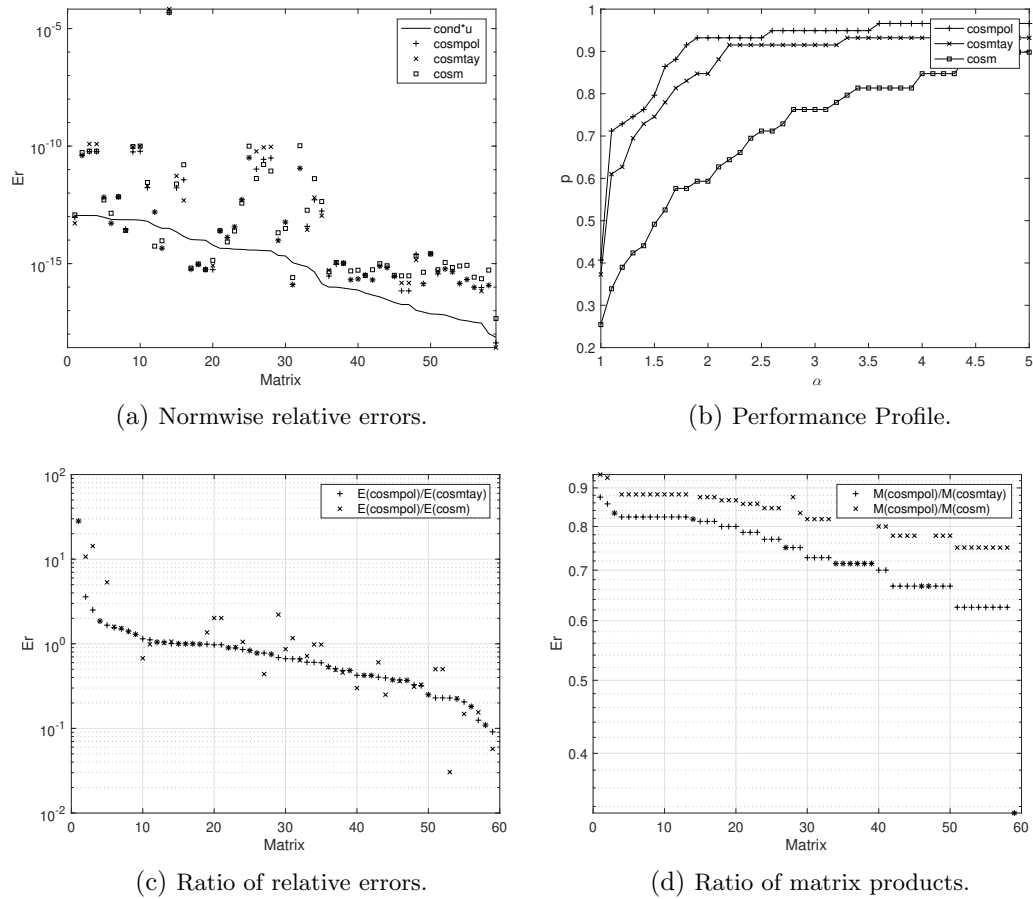 10^-5
10^-10
10^-15
Er
0 10 20 30 40 50
Matrix
cond*u
cosmpol
cosmtay
cosm
(a) Normwise relative errors.
1
0.9
0.8
0.7
0.6
0.5
0.4
0.3
0.2
p
1 1.5 2 2.5 3 3.5 4 4.5 5
α
cosmpol
cosmtay
cosm
(b) Performance Profile.
10^2
10^1
10^0
10^-1
10^-2
Er
0 10 20 30 40 50 60
Matrix
E(cosmpol)/E(cosmtay)
E(cosmpol)/E(cosm)
(c) Ratio of relative errors.
0.9
0.8
0.7
0.6
0.5
0.4
Er
0 10 20 30 40 50 60
Matrix
M(cosmpol)/M(cosmtay)
M(cosmpol)/M(cosm)
(d) Ratio of matrix products.